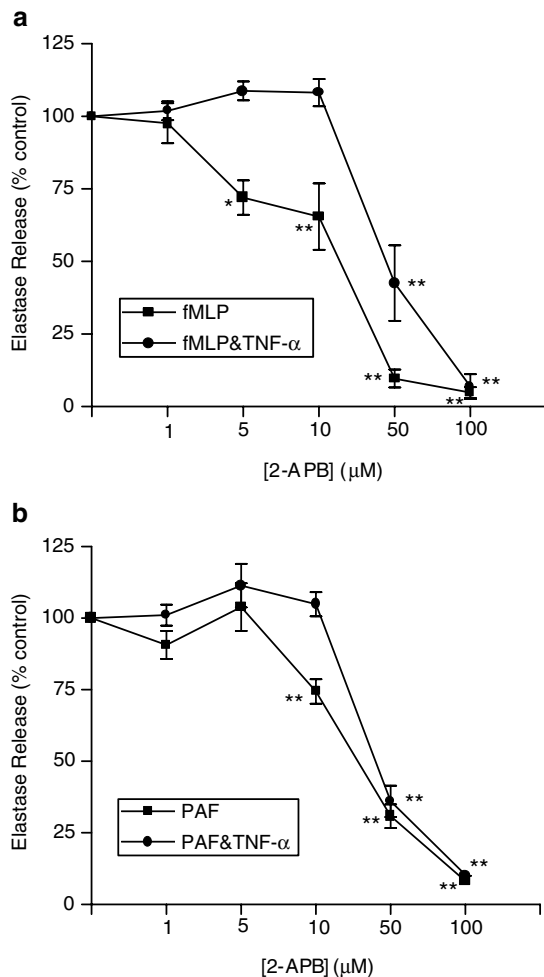 a
Elastase Release (% control)
125
100
75
50
25
0
*
**
**
**
**
**
fMLP
fMLP&TNF-α
1 5 10 50 100
[2-APB] (μM)
b
Elastase Release (% control)
125
100
75
50
25
0
**
**
**
**
**
PAF
PAF&TNF-α
1 5 10 50 100
[2-APB] (μM)